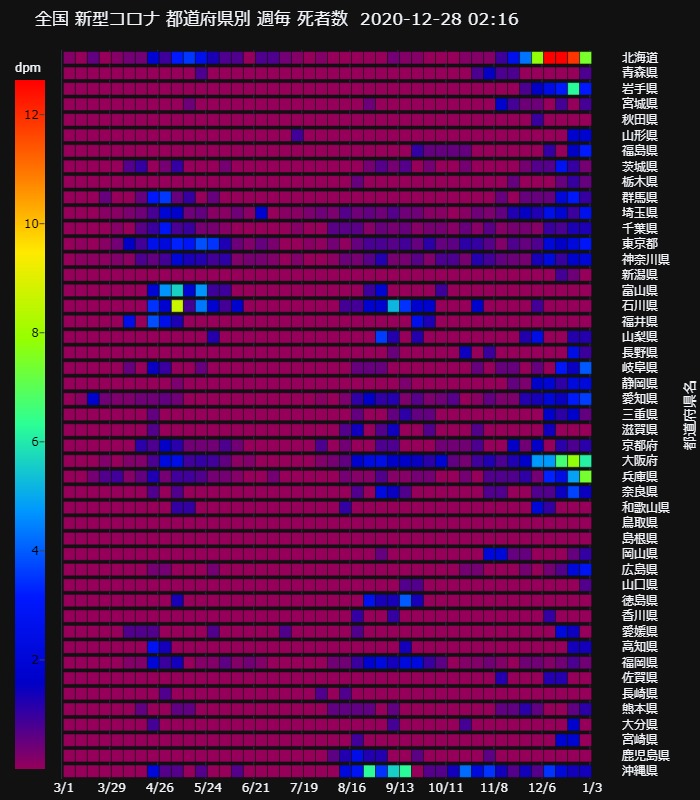 全国 新型コロナ 都道府県別 週毎 死者数 2020-12-28 02:16
dpm
12
10
8
6
4
2
北海道
青森県
岩手県
宮城県
秋田県
山形県
福島県
茨城県
栃木県
群馬県
埼玉県
千葉県
東京都
神奈川県
新潟県
富山県
石川県
福井県
山梨県
長野県
岐阜県
静岡県
愛知県
三重県
滋賀県
京都府
大阪府
兵庫県
奈良県
和歌山県
鳥取県
島根県
岡山県
広島県
山口県
徳島県
香川県
愛媛県
高知県
福岡県
佐賀県
長崎県
熊本県
大分県
宮崎県
鹿児島県
沖縄県
都道府県名
3/1 3/29 4/26 5/24 6/21 7/19 8/16 9/13 10/11 11/8 12/6 1/3